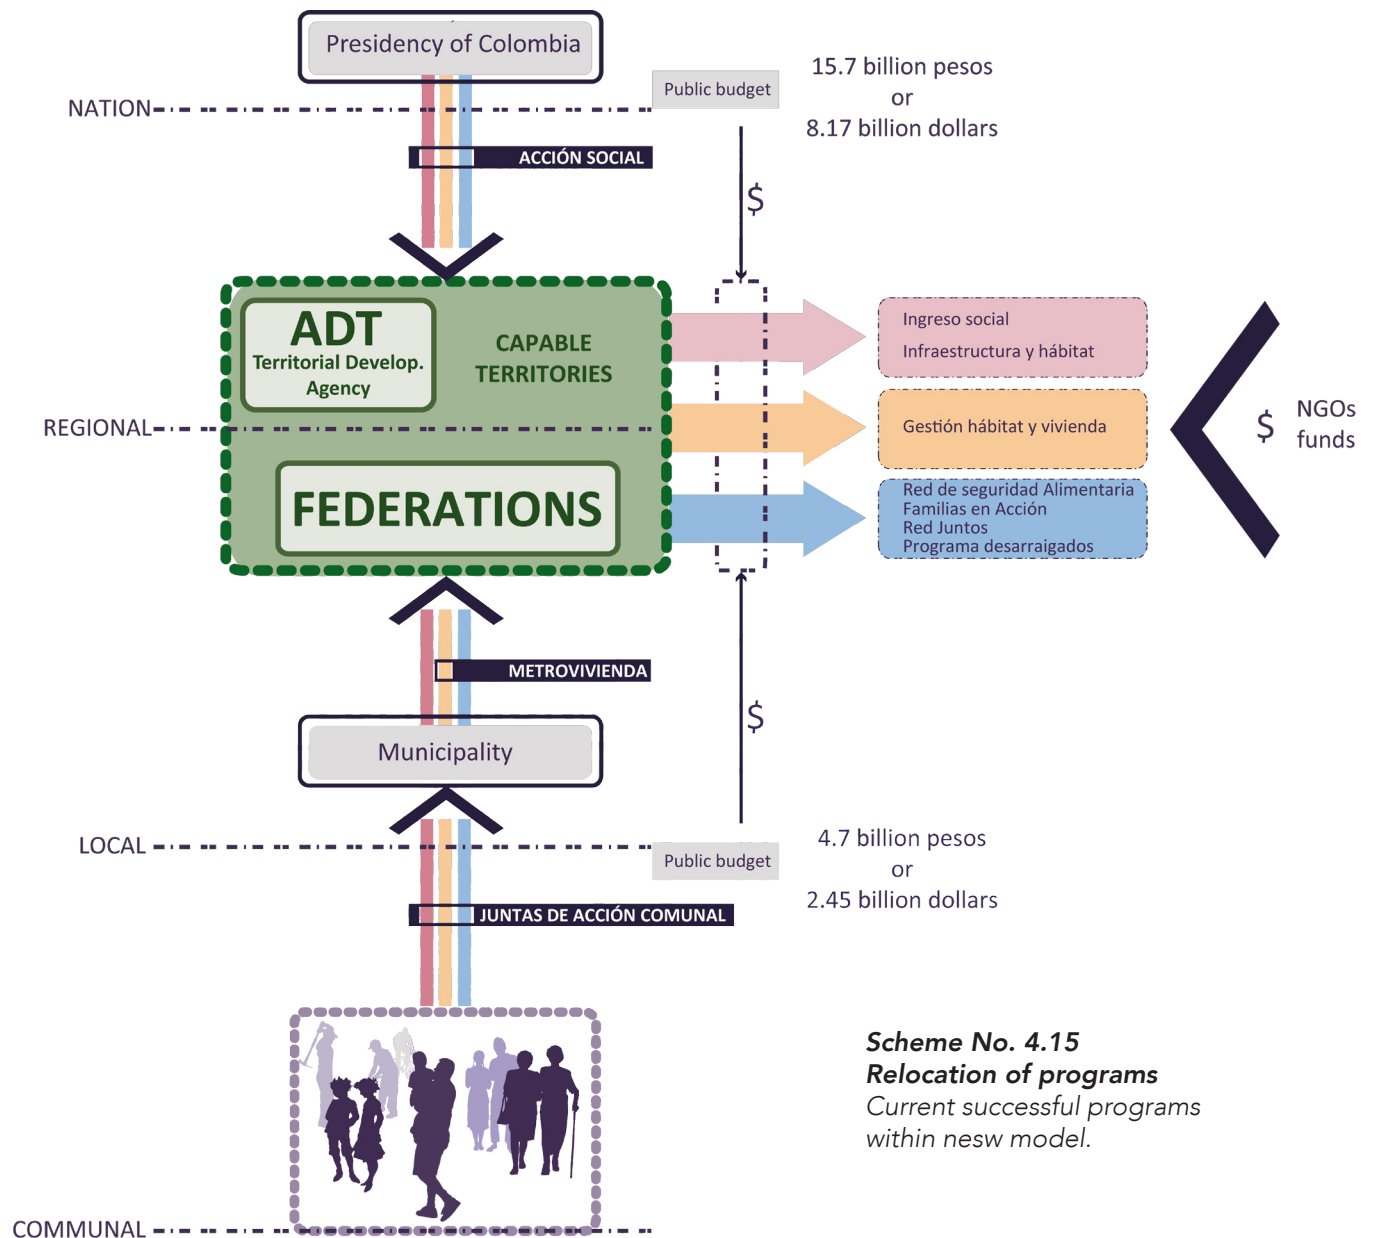 Presidency of Colombia
NATION
Public budget
15.7 billion pesos
or
8.17 billion dollars
ACCIÓN SOCIAL
$
ADT
Territorial Develop.
Agency
CAPABLE
TERRITORIES
Ingreso social
Infraestructura y hábitat
REGIONAL
Gestión hábitat y vivienda
$
NGOs
funds
FEDERATIONS
Red de seguridad Alimentaria
Familias en Acción
Red Juntos
Programa desarraigados
METROVIVIENDA
$
Municipality
LOCAL
Public budget
4.7 billion pesos
or
2.45 billion dollars
JUNTAS DE ACCIÓN COMUNAL
Scheme No. 4.15
Relocation of programs
Current successful programs
within nesw model.
COMMUNAL